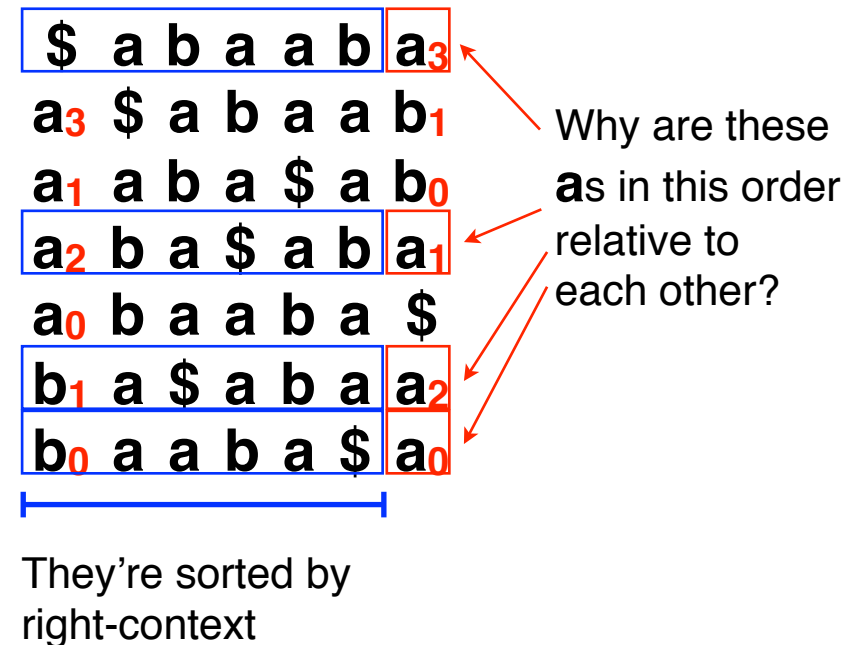 $ a b a a b a3
a3 $ a b a a b1
a1 a b a $ a b0
a2 b a $ a b a1
a0 b a a b a $
b1 a $ a b a a2
b0 a a b a $ a0
Why are these
as in this order
relative to
each other?
They’re sorted by
right-context